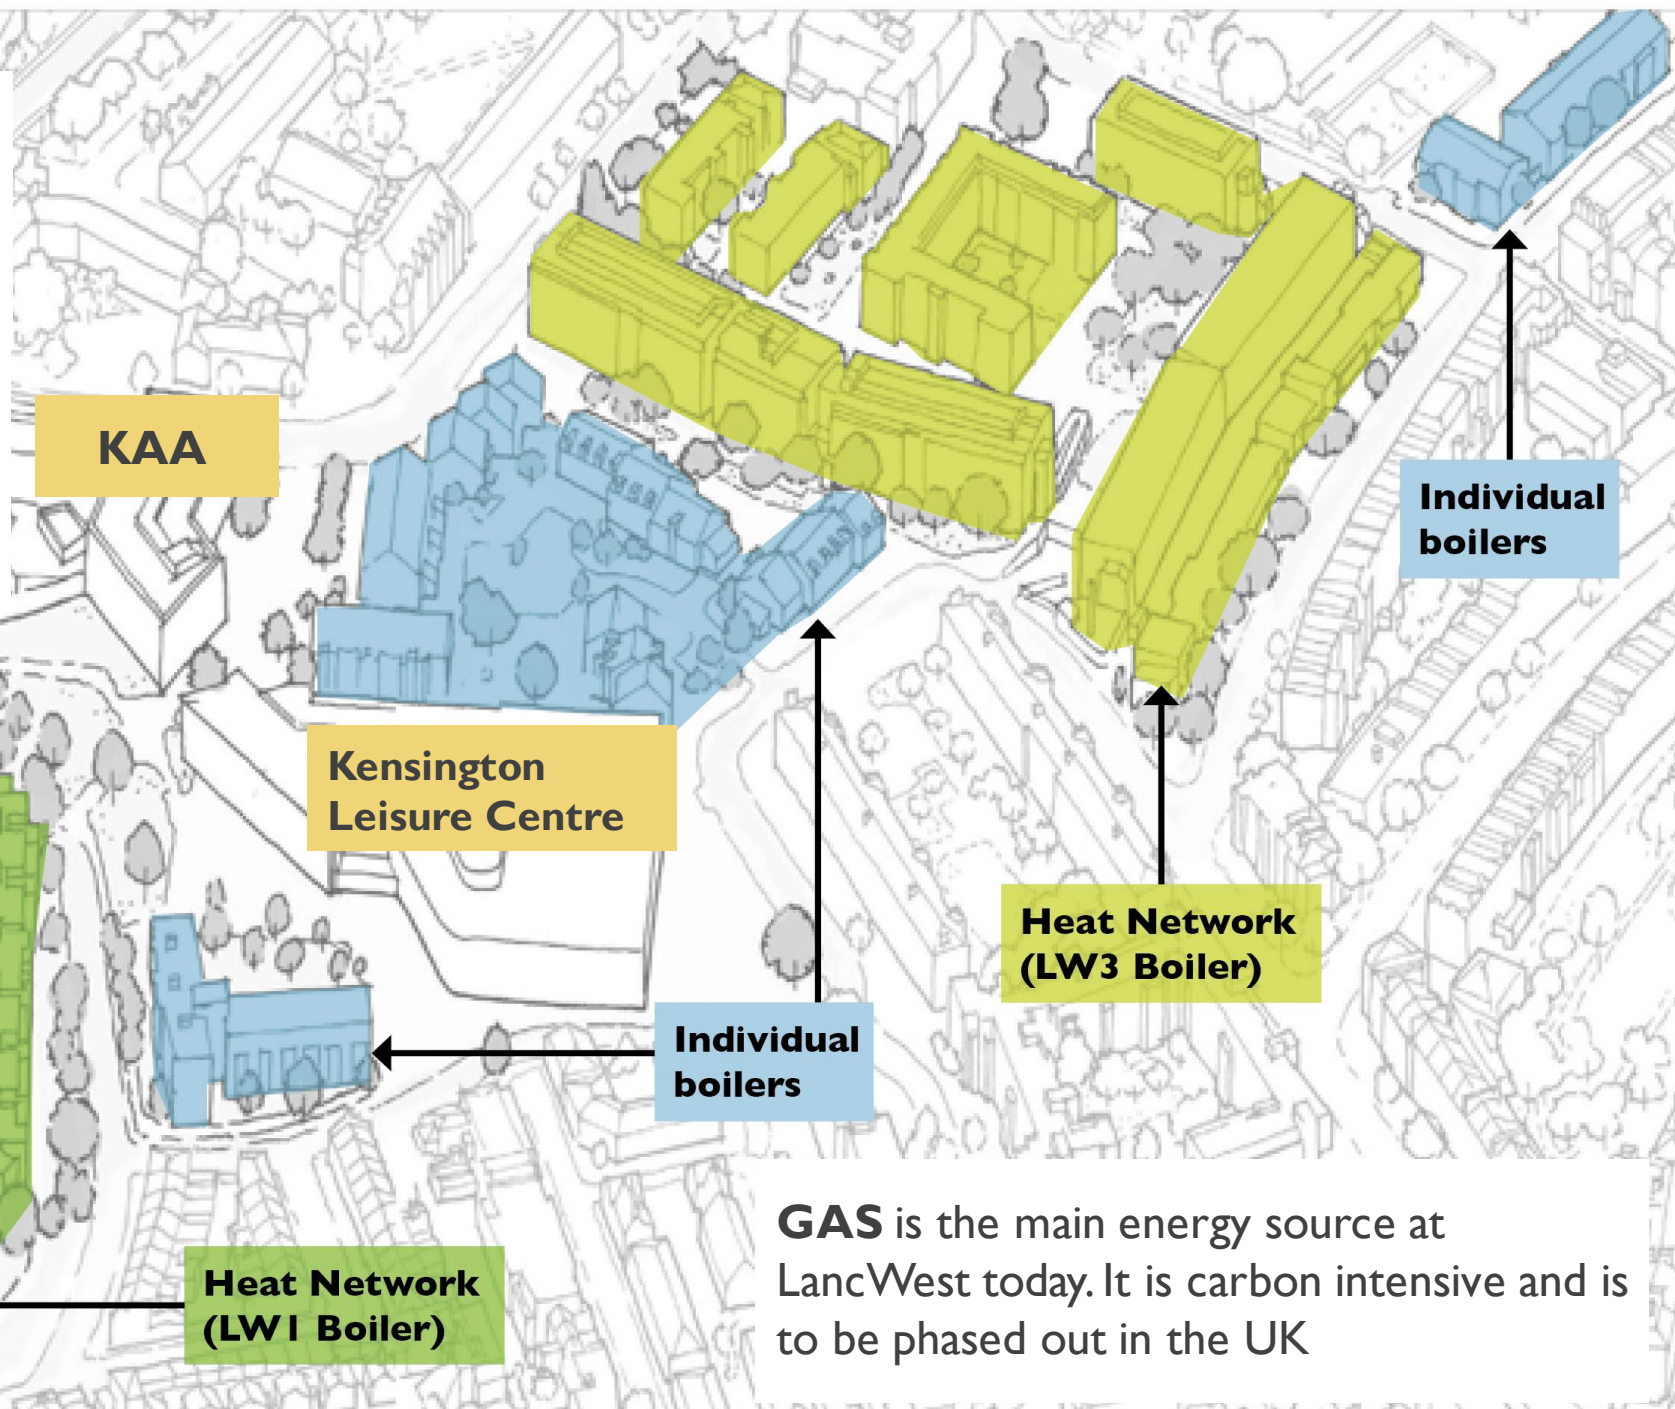 KAA
Individual
boilers
Kensington
Leisure Centre
Heat Network
(LW3 Boiler)
Individual
boilers
GAS is the main energy source at
LancWest today. It is carbon intensive and is
to be phased out in the UK
Heat Network
(LW1 Boiler)